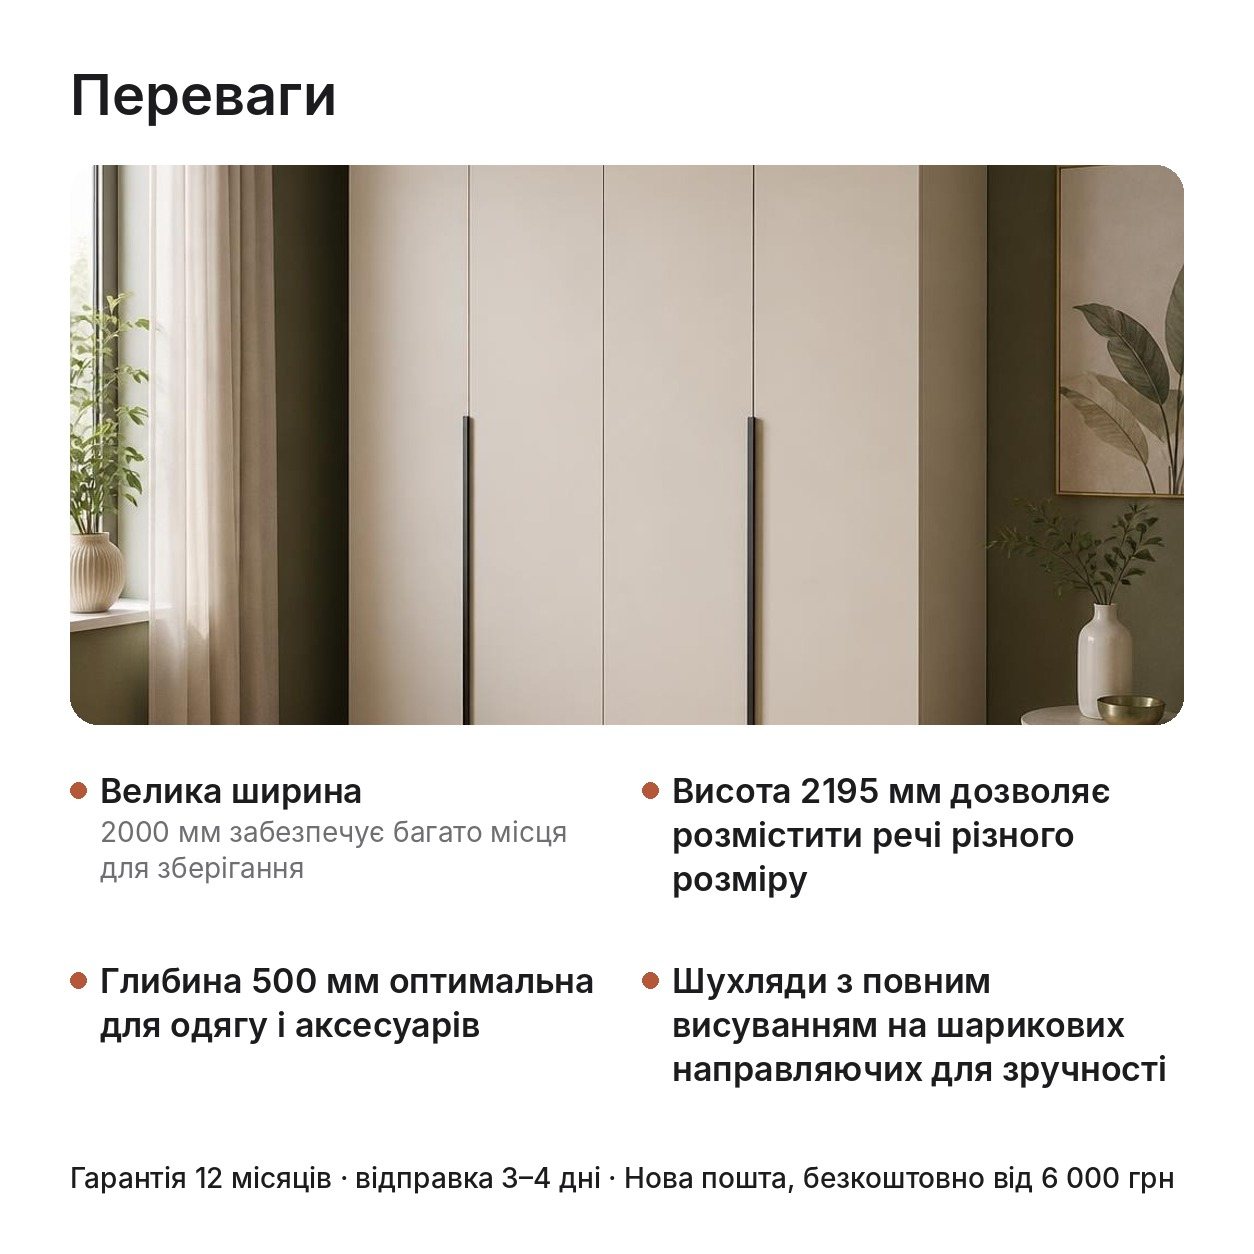 Переваги
Велика ширина
2000 мм забезпечує багато місця
для зберігання
Висота 2195 мм дозволяє
розмістити речі різного
розміру
Глибина 500 мм оптимальна
для одягу і аксесуарів
Шухляди з повним
висуванням на шарикових
направляючих для зручності
Гарантія 12 місяців · відправка 3–4 дні · Нова пошта, безкоштовно від 6 000 грн